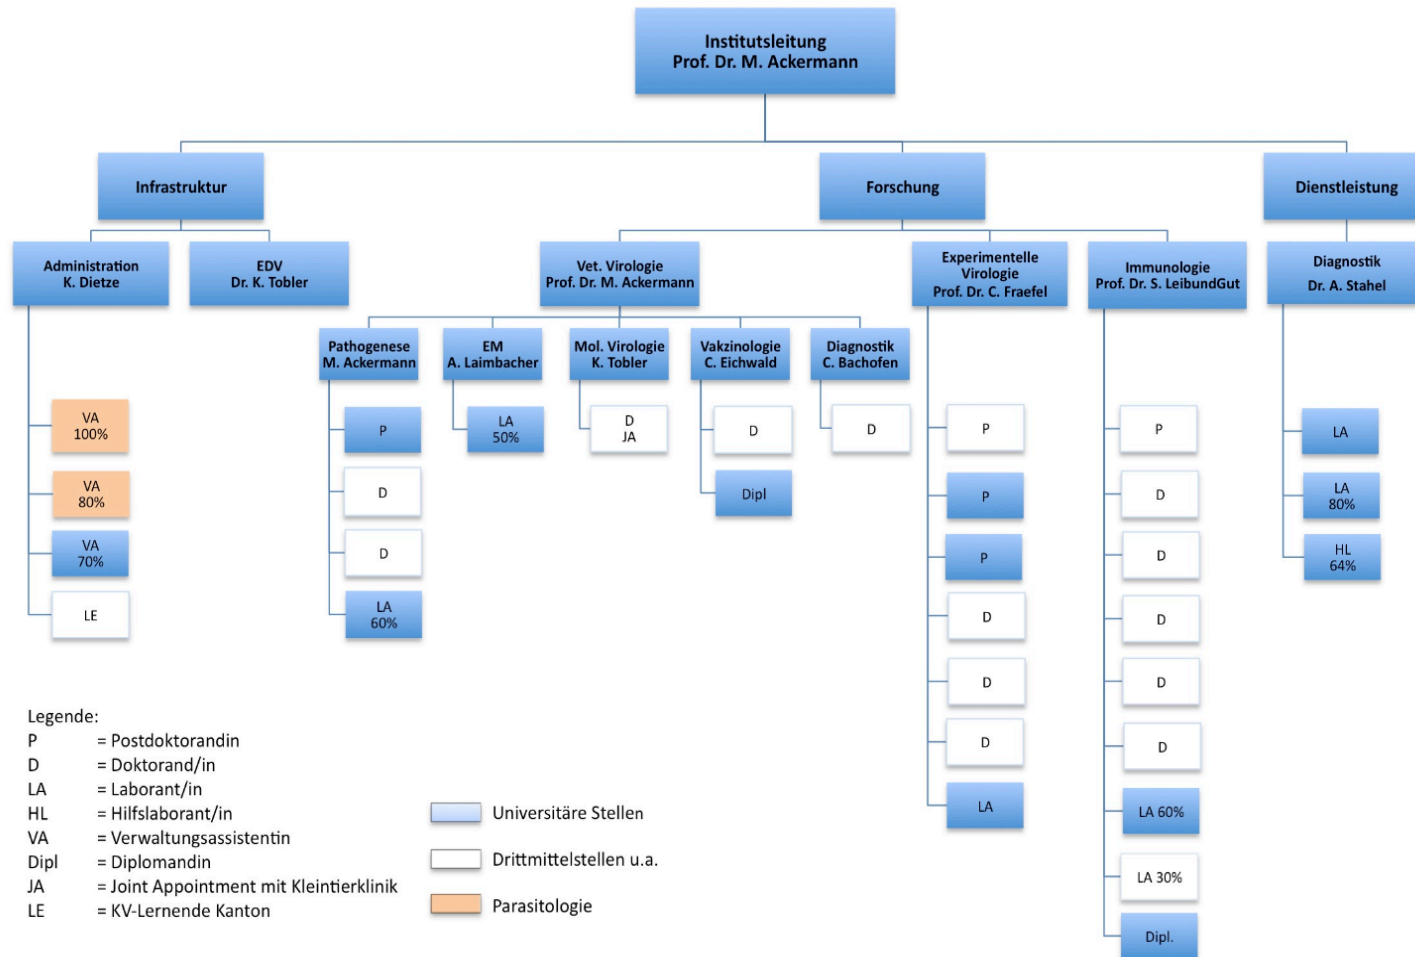 Institutsleitung
Prof. Dr. M. Ackermann
Infrastruktur
Forschung
Dienstleistung
Administration
K. Dietze
EDV
Dr. K. Tobler
Vet. Virologie
Prof. Dr. M. Ackermann
Experimentelle
Virologie
Prof. Dr. C. Fraefel
Immunologie
Prof. Dr. S. LeibundGut
Diagnostik
Dr. A. Stahel
Pathogenese
M. Ackermann
EM
A. Laimbacher
Mol. Virologie
K. Tobler
Vakzinologie
C. Eichwald
Diagnostik
C. Bachofen
VA
100%
VA
80%
VA
70%
LE
P
D
D
LA
60%
LA
50%
D
JA
D
Dipl
D
P
P
P
D
D
D
LA
P
D
D
D
D
D
LA 60%
LA 30%
Dipl.
LA
LA
80%
HL
64%
Legende:
P = Postdoktorandin
D = Doktorand/in
LA = Laborant/in
HL = Hilfslaborant/in
VA = Verwaltungsassistentin
Dipl = Diplomandin
JA = Joint Appointment mit Kleintierklinik
LE = KV-Lernende Kanton
Universitäre Stellen
Drittmittelstellen u.a.
Parasitologie